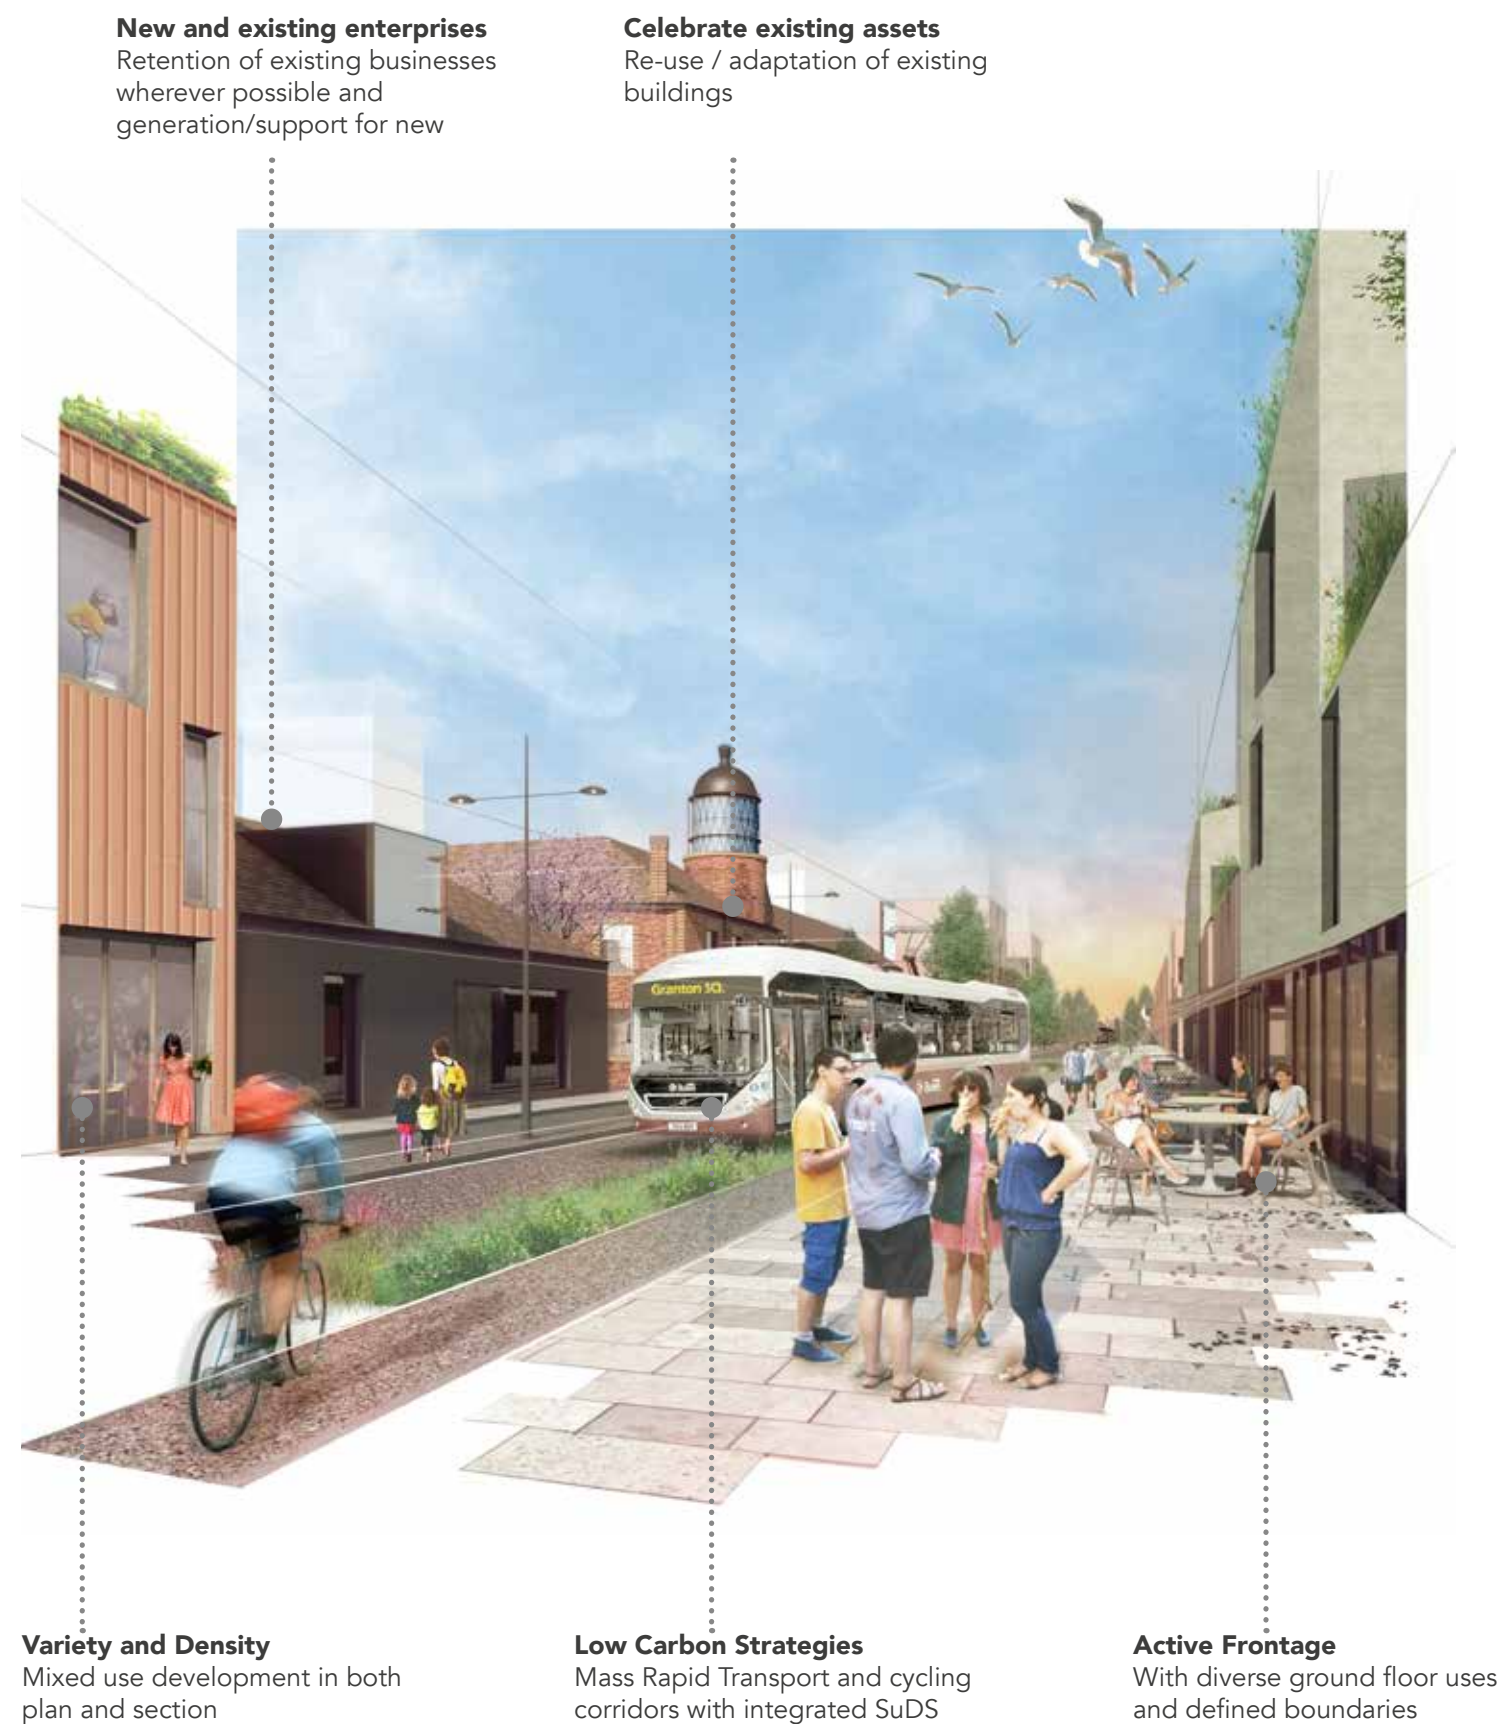 New and existing enterprises
Retention of existing businesses
wherever possible and
generation/support for new
Celebrate existing assets
Re-use / adaptation of existing
buildings
Granton SQ.
Variety and Density
Mixed use development in both
plan and section
Low Carbon Strategies
Mass Rapid Transport and cycling
corridors with integrated SuDS
Active Frontage
With diverse ground floor uses
and defined boundaries